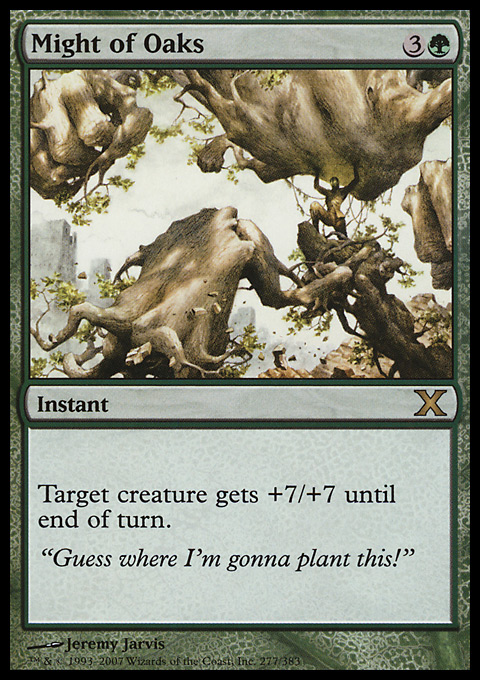 Might of Oaks 3
Instant X
Target creature gets +7/+7 until
end of turn.
“Guess where I'm gonna plant this!”
Jeremy Jarvis
™ & © 1993-2007 Wizards of the Coast, Inc. 277/383